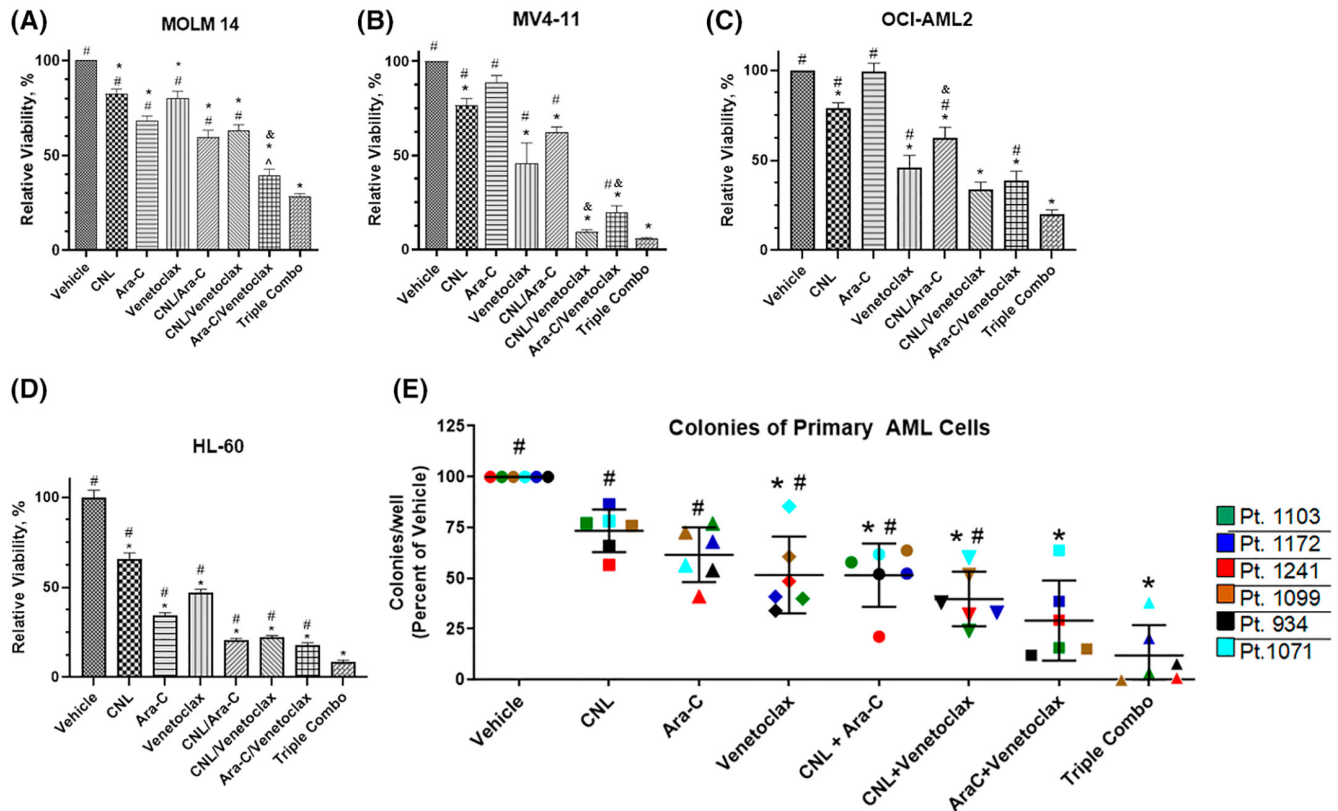 (A)
MOLM 14
Relative Viability, %
100
50
0
#
*
#
*
#
*
#
*
#
*
#
&
*
^
*
Vehicle
CNL
Ara-C
Venetoclax
CNL/Ara-C
CNL/Venetoclax
Ara-C/Venetoclax
Triple Combo
(B)
MV4-11
Relative Viability, %
100
50
0
#
#
*
#
#
*
#
*
&
*
# &
*
*
Vehicle
CNL
Ara-C
Venetoclax
CNL/Ara-C
CNL/Venetoclax
Ara-C/Venetoclax
Triple Combo
(C)
OCI-AML2
Relative Viability, %
100
50
0
#
#
*
#
#
*
&
#
*
*
#
*
*
Vehicle
CNL
Ara-C
Venetoclax
CNL/Ara-C
CNL/Venetoclax
Ara-C/Venetoclax
Triple Combo
(D)
HL-60
Relative Viability, %
100
50
0
#
#
*
#
*
#
*
#
*
#
*
#
*
*
Vehicle
CNL
Ara-C
Venetoclax
CNL/Ara-C
CNL/Venetoclax
Ara-C/Venetoclax
Triple Combo
(E)
Colonies of Primary AML Cells
Colonies/well
(Percent of Vehicle)
125
100
75
50
25
0
#
#
#
* #
* #
* #
*
*
Vehicle
CNL
Ara-C
Venetoclax
CNL + Ara-C
CNL+Venetoclax
AraC+Venetoclax
Triple Combo
Pt. 1103
Pt. 1172
Pt. 1241
Pt. 1099
Pt. 934
Pt.1071